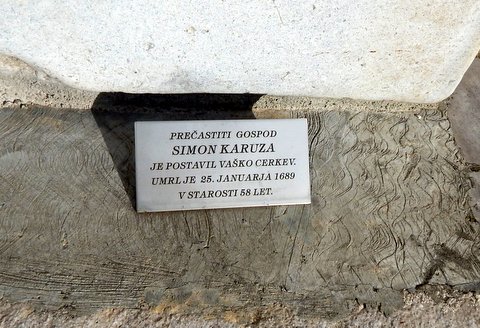 PREČASTITI GOSPOD
SIMON KARUZA
JE POSTAVIL VAŠKO CERKEV.
UMRL JE 25. JANUARJA 1689
V STAROSTI 58 LET.